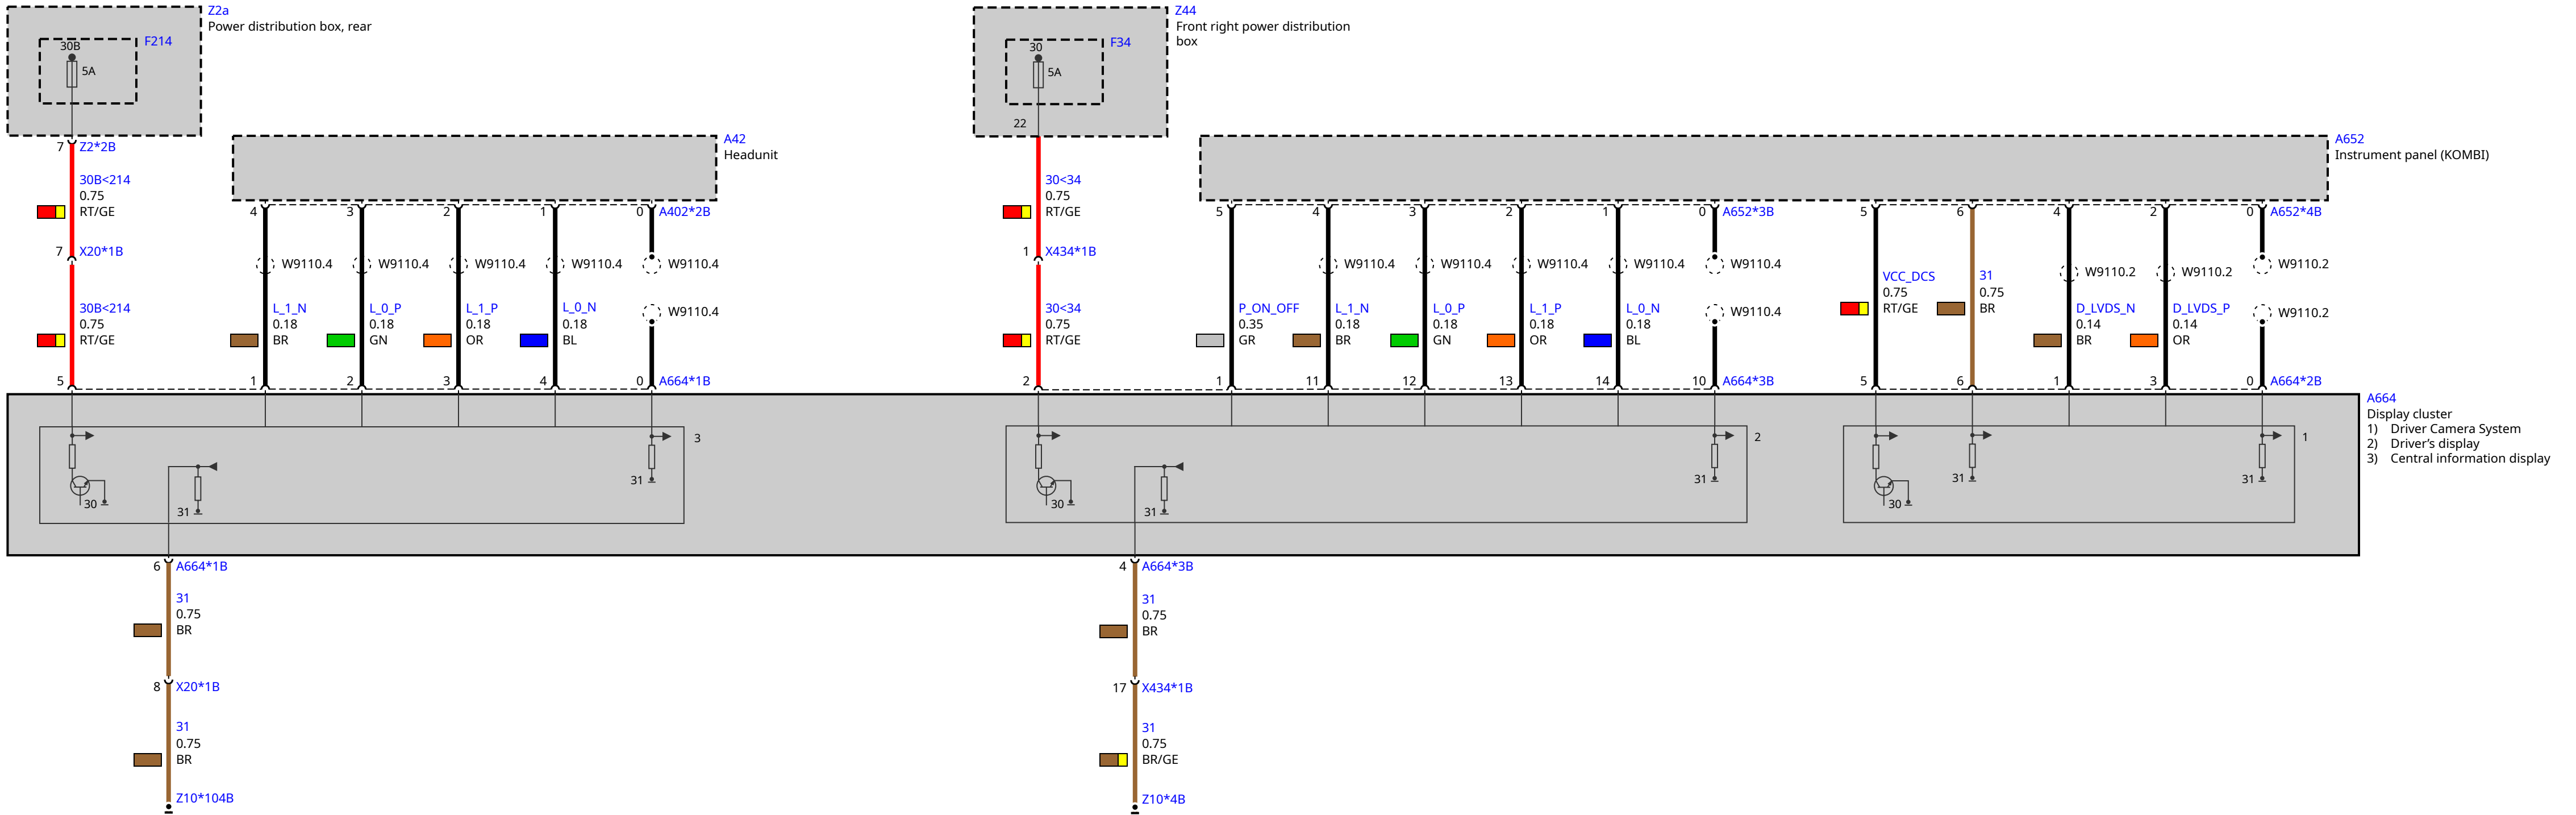 Z2a
Power distribution box, rear
F214
30B
5A
7 Z2*2B
30B<214
0.75
RT/GE
7 X20*1B
30B<214
0.75
RT/GE
5
A42
Headunit
4 3 2 1 0 A402*2B
W9110.4 W9110.4 W9110.4 W9110.4 W9110.4
W9110.4
L_1_N L_0_P L_1_P L_0_N
0.18 0.18 0.18 0.18
BR GN OR BL
1 2 3 4 0 A664*1B
Z44
Front right power distribution
box
F34
30
5A
22
30<34
0.75
RT/GE
1 X434*1B
30<34
0.75
RT/GE
2
A652
Instrument panel (KOMBI)
5 4 3 2 1 0 A652*3B
W9110.4 W9110.4 W9110.4 W9110.4 W9110.4
W9110.4
P_ON_OFF L_1_N L_0_P L_1_P L_0_N
0.35 0.18 0.18 0.18 0.18
GR BR GN OR BL
1 11 12 13 14 10 A664*3B
5 6 4 2 0 A652*4B
W9110.2 W9110.2 W9110.2
W9110.2
VCC_DCS 31
0.75 0.75
RT/GE BR
D_LVDS_N D_LVDS_P
0.14 0.14
BR OR
5 6 1 3 0 A664*2B
A664
Display cluster
1) Driver Camera System
2) Driver’s display
3) Central information display
3
31
30
31
2
31
30
31
1
31
31
30
6 A664*1B
31
0.75
BR
8 X20*1B
31
0.75
BR
Z10*104B
4 A664*3B
31
0.75
BR
17 X434*1B
31
0.75
BR/GE
Z10*4B